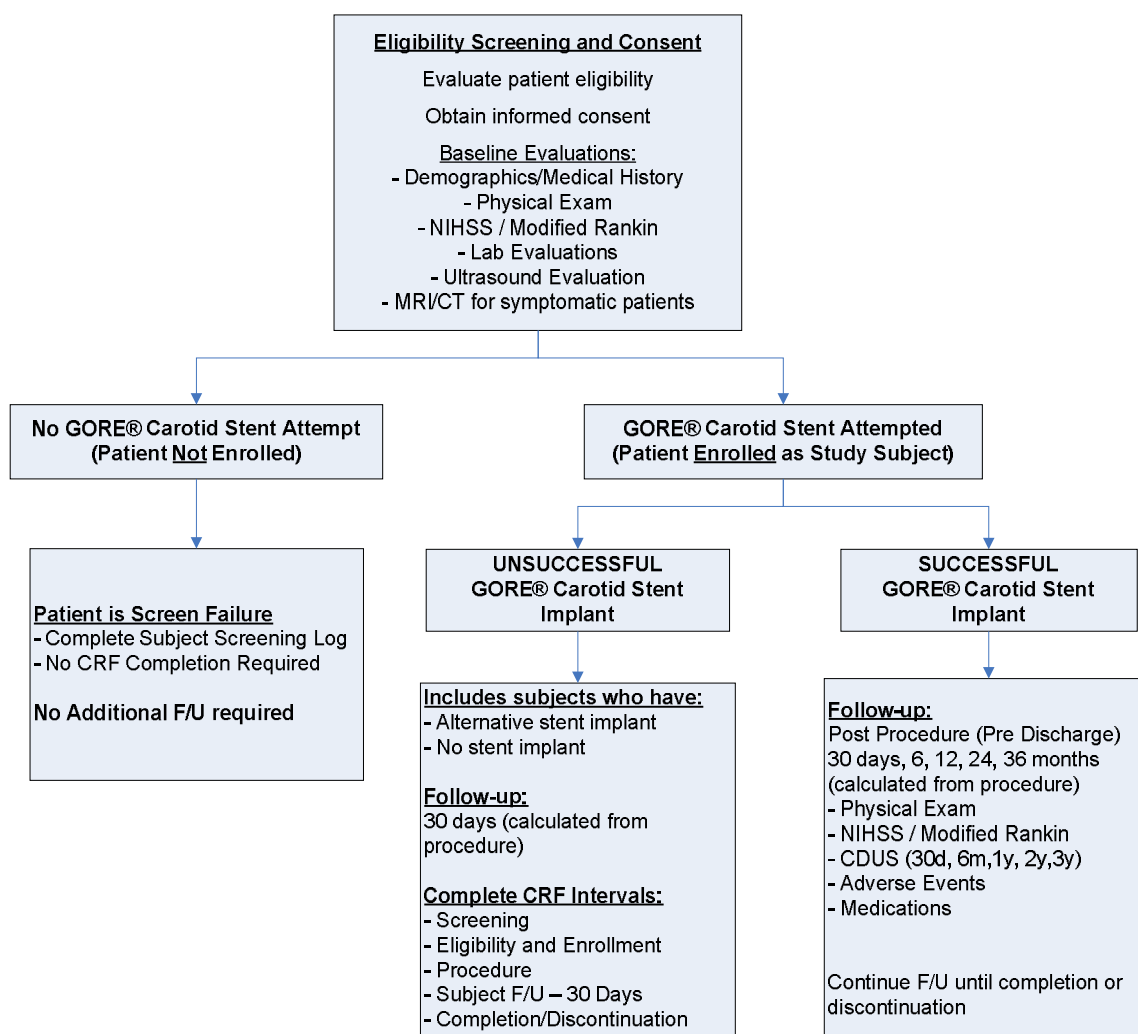 Eligibility Screening and Consent
Evaluate patient eligibility
Obtain informed consent
Baseline Evaluations:
- Demographics/Medical History
- Physical Exam
- NIHSS / Modified Rankin
- Lab Evaluations
- Ultrasound Evaluation
- MRI/CT for symptomatic patients
No GORE® Carotid Stent Attempt
(Patient Not Enrolled)
GORE® Carotid Stent Attempted
(Patient Enrolled as Study Subject)
Patient is Screen Failure
- Complete Subject Screening Log
- No CRF Completion Required
No Additional F/U required
UNSUCCESSFUL
GORE® Carotid Stent
Implant
SUCCESSFUL
GORE® Carotid Stent
Implant
Includes subjects who have:
- Alternative stent implant
- No stent implant
Follow-up:
30 days (calculated from
procedure)
Complete CRF Intervals:
- Screening
- Eligibility and Enrollment
- Procedure
- Subject F/U – 30 Days
- Completion/Discontinuation
Follow-up:
Post Procedure (Pre Discharge)
30 days, 6, 12, 24, 36 months
(calculated from procedure)
- Physical Exam
- NIHSS / Modified Rankin
- CDUS (30d, 6m,1y, 2y,3y)
- Adverse Events
- Medications
Continue F/U until completion or
discontinuation